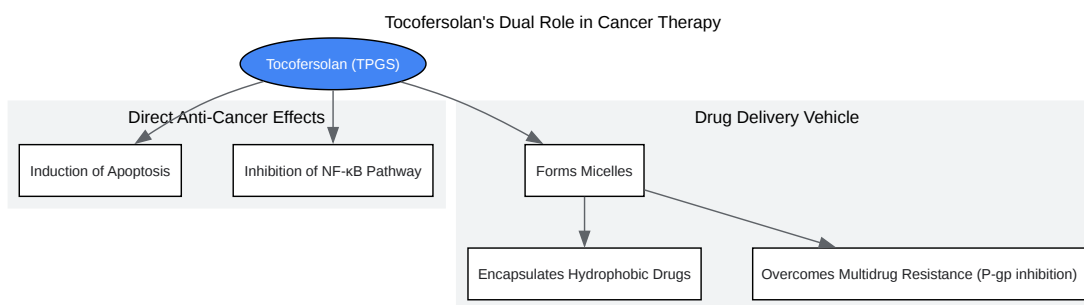 Tocofersolan's Dual Role in Cancer Therapy
Tocofersolan (TPGS)
Direct Anti-Cancer Effects
Drug Delivery Vehicle
Induction of Apoptosis
Inhibition of NF-κB Pathway
Forms Micelles
Encapsulates Hydrophobic Drugs
Overcomes Multidrug Resistance (P-gp inhibition)